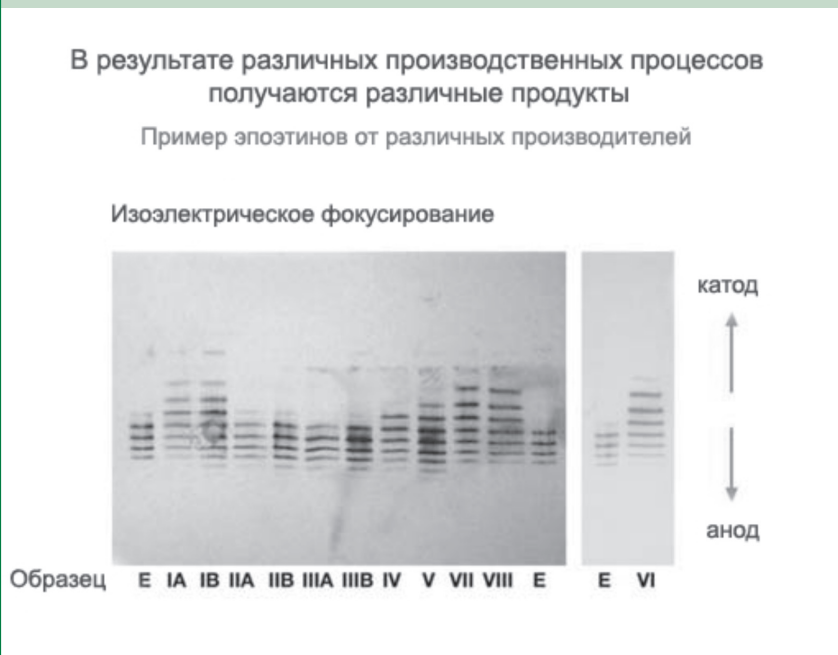 В результате различных производственных процессов
получаются различные продукты
Пример эпоэтинов от различных производителей
Изоэлектрическое фокусирование
катод
анод
Образец E IA IB IIA IIB IIIA IIIB IV V VII VIII E E VI